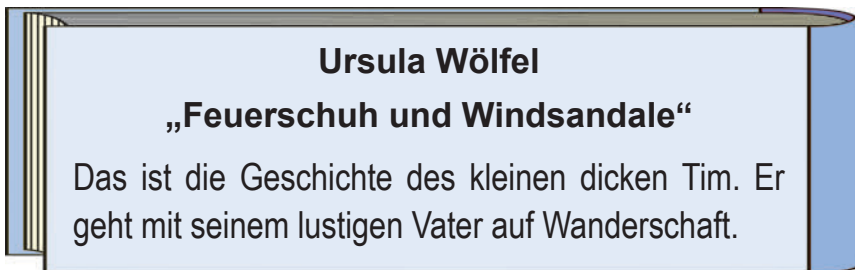 Ursula Wölfel
„Feuerschuh und Windsandale“
Das ist die Geschichte des kleinen dicken Tim. Er
geht mit seinem lustigen Vater auf Wanderschaft.